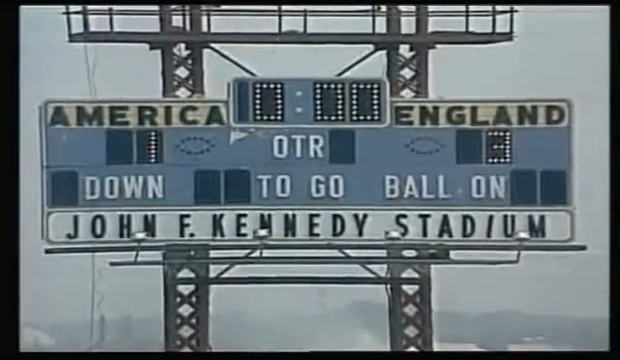 AMERICA 0:00 ENGLAND
1 QTR 3
DOWN TO GO BALL ON
JOHN F. KENNEDY STADIUM